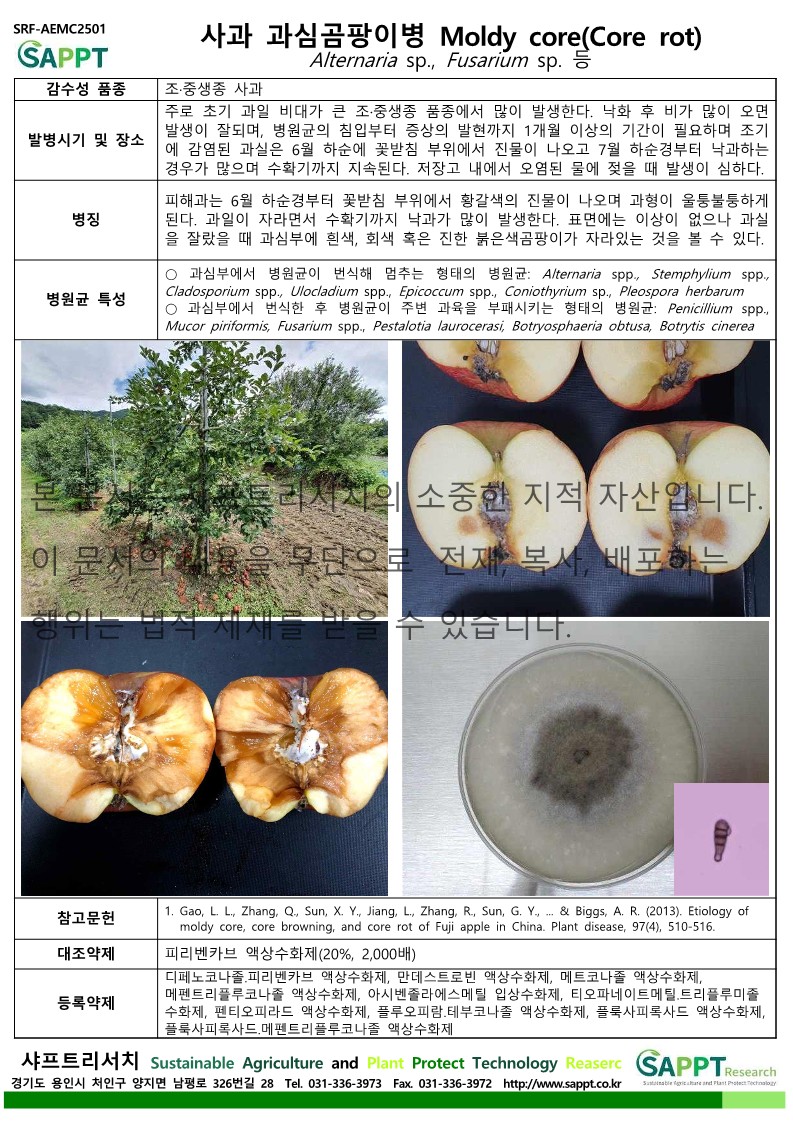 SRF-AEMC2501
SAPPT
사과 과심곰팡이병 Moldy core(Core rot)
Alternaria sp., Fusarium sp. 등
감수성 품종
조·중생종 사과
발병시기 및 장소
주로 초기 과일 비대가 큰 조·중생종 품종에서 많이 발생한다. 낙화 후 비가 많이 오면
발생이 잘되며, 병원균의 침입부터 증상의 발현까지 1개월 이상의 기간이 필요하며 조기
에 감염된 과실은 6월 하순에 꽃받침 부위에서 진물이 나오고 7월 하순경부터 낙과하는
경우가 많으며 수확기까지 지속된다. 저장고 내에서 오염된 물에 젖을 때 발생이 심하다.
병징
피해과는 6월 하순경부터 꽃받침 부위에서 황갈색의 진물이 나오며 과형이 울퉁불퉁하게
된다. 과일이 자라면서 수확기까지 낙과가 많이 발생한다. 표면에는 이상이 없으나 과실
을 잘랐을 때 과심부에 흰색, 회색 혹은 진한 붉은색곰팡이가 자라있는 것을 볼 수 있다.
병원균 특성
○ 과심부에서 병원균이 번식해 멈추는 형태의 병원균: Alternaria spp., Stemphylium spp.,
Cladosporium spp., Ulocladium spp., Epicoccum spp., Coniothyrium sp., Pleospora herbarum
○ 과심부에서 번식한 후 병원균이 주변 과육을 부패시키는 형태의 병원균: Penicillium spp.,
Mucor piriformis, Fusarium spp., Pestalotia laurocerasi, Botryosphaeria obtusa, Botrytis cinerea
본 문서는 샤프트리서치의 소중한 지적 자산입니다.
이 문서의 내용을 무단으로 전재, 복사, 배포하는
행위는 법적 제재를 받을 수 있습니다.
참고문헌
1. Gao, L. L., Zhang, Q., Sun, X. Y., Jiang, L., Zhang, R., Sun, G. Y., ... & Biggs, A. R. (2013). Etiology of
moldy core, core browning, and core rot of Fuji apple in China. Plant disease, 97(4), 510-516.
대조약제
피리벤카브 액상수화제(20%, 2,000배)
등록약제
디페노코나졸.피리벤카브 액상수화제, 만데스트로빈 액상수화제, 메트코나졸 액상수화제,
메펜트리플루코나졸 액상수화제, 아시벤졸라에스메틸 입상수화제, 티오파네이트메틸.트리플루미졸
수화제, 펜티오피라드 액상수화제, 플루오피람.테부코나졸 액상수화제, 플룩사피록사드 액상수화제,
플룩사피록사드.메펜트리플루코나졸 액상수화제
샤프트리서치 Sustainable Agriculture and Plant Protect Technology Reaserc
경기도 용인시 처인구 양지면 남평로 326번길 28 Tel. 031-336-3973 Fax. 031-336-3972 http://www.sappt.co.kr
SAPPT Research
Sustainable Agriculture and Plant Protect Technology